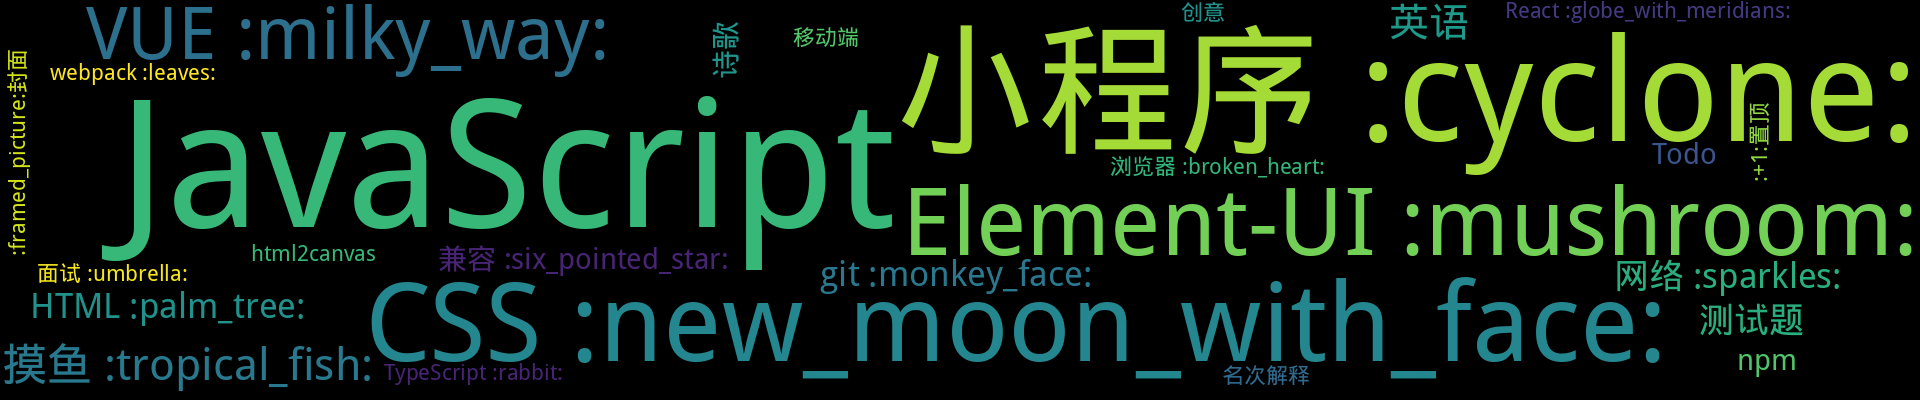 VUE :milky_way:
诗歌
移动端
创意
英语
React :globe_with_meridians:
:framed_picture:封面
webpack :leaves:
JavaScript
小程序 :cyclone:
:+1:置顶
Todo
浏览器 :broken_heart:
Element-UI :mushroom:
html2canvas
兼容 :six_pointed_star:
面试 :umbrella:
git :monkey_face:
网络 :sparkles:
HTML :palm_tree:
CSS :new_moon_with_face:
测试题
摸鱼 :tropical_fish:
TypeScript :rabbit:
名次解释
npm